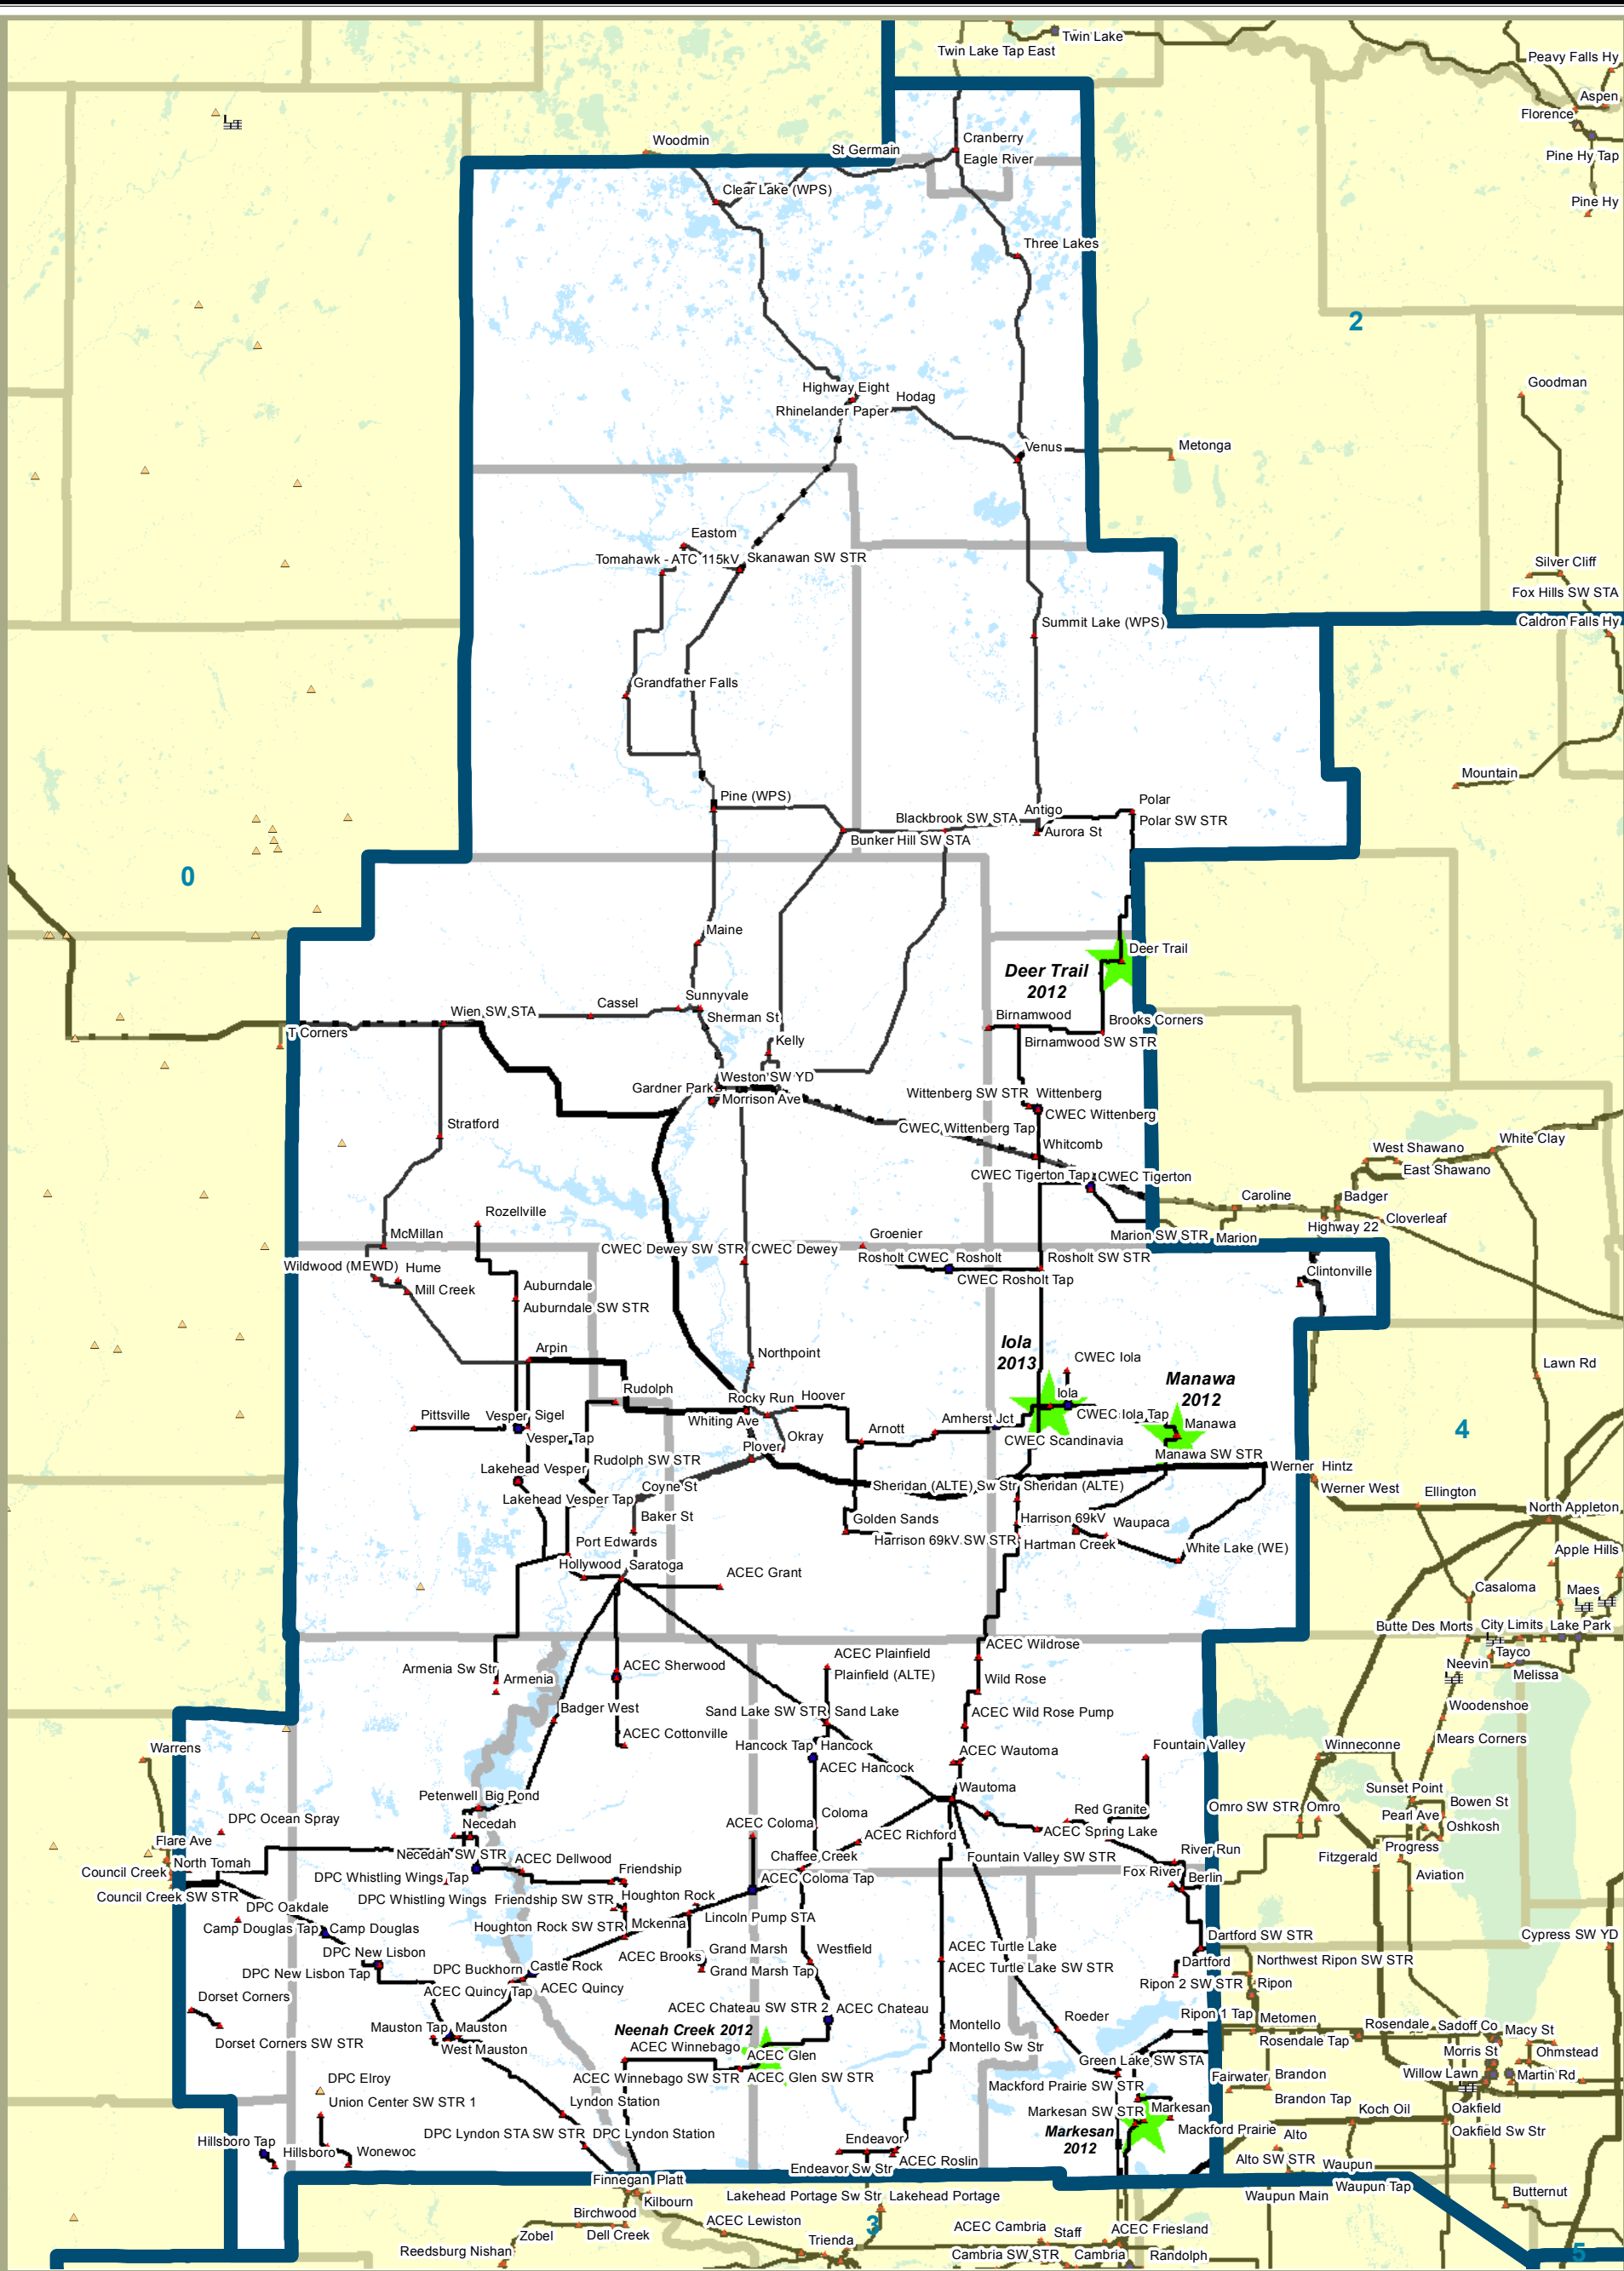 Twin Lake
Twin Lake Tap East
Peavy Falls Hy
Aspen
Florence
Pine Hy Tap
Pine Hy
Woodmin
St Germain
Cranberry
Eagle River
Clear Lake (WPS)
Three Lakes
2
Highway Eight
Hodag
Rhinelander Paper
Goodman
Venus
Metonga
Eastom
Tomahawk - ATC 115kV
Skanawan SW STR
Silver Cliff
Fox Hills SW STA
Summit Lake (WPS)
Caldron Falls Hy
Grandfather Falls
Mountain
Pine (WPS)
Polar
Antigo
Blackbrook SW STA
Polar SW STR
Aurora St
Bunker Hill SW STA
0
Maine
Deer Trail
Deer Trail
2012
Sunnyvale
Cassel
Wien SW STA
Sherman St
Birnamwood
Brooks Corners
T Corners
Kelly
Birnamwood SW STR
Weston SW YD
Gardner Park
Morrison Ave
Wittenberg SW STR
Wittenberg
CWEC Wittenberg
Stratford
CWEC Wittenberg Tap
Whitcomb
White Clay
West Shawano
East Shawano
CWEC Tigerton Tap
CWEC Tigerton
Caroline
Badger
Rozellville
Cloverleaf
Highway 22
McMillan
Groenier
Marion SW STR
Marion
CWEC Dewey SW STR
CWEC Dewey
Rosholt CWEC
Rosholt
Rosholt SW STR
Wildwood (MEWD)
Hume
CWEC Rosholt Tap
Clintonville
Mill Creek
Auburndale
Auburndale SW STR
Iola
2013
Arpin
Northpoint
CWEC Iola
Lawn Rd
Manawa
2012
Rudolph
Rocky Run
Hoover
Iola
Pittsville
Vesper
Sigel
Whiting Ave
Amherst Jct
CWEC Iola Tap
Manawa
4
Vesper Tap
Okray
Arnott
CWEC Scandinavia
Plover
Manawa SW STR
Rudolph SW STR
Lakehead Vesper
Werner
Hintz
Coyne St
Sheridan (ALTE) Sw Str
Sheridan (ALTE)
Werner West
Lakehead Vesper Tap
Ellington
Baker St
Golden Sands
Harrison 69kV
Waupaca
North Appleton
Port Edwards
Harrison 69kV SW STR
Hartman Creek
White Lake (WE)
Apple Hills
Hollywood
Saratoga
ACEC Grant
Casaloma
Maes
Butte Des Morts
City Limits
Lake Park
ACEC Wildrose
ACEC Plainfield
Tayco
Armenia Sw Str
ACEC Sherwood
Plainfield (ALTE)
Neevin
Melissa
Armenia
Wild Rose
Badger West
Sand Lake SW STR
Sand Lake
ACEC Wild Rose Pump
Woodenshoe
ACEC Cottonville
Hancock Tap
Hancock
Mears Corners
Warrens
ACEC Wautoma
Fountain Valley
Winneconne
ACEC Hancock
Wautoma
Sunset Point
Petenwell
Big Pond
Bowen St
DPC Ocean Spray
Coloma
Red Granite
Omro SW STR
Omro
Pearl Ave
Necedah
ACEC Coloma
ACEC Richford
ACEC Spring Lake
Oshkosh
Flare Ave
Necedah SW STR
Chaffee Creek
Fountain Valley SW STR
River Run
Progress
Fitzgerald
Council Creek
North Tomah
ACEC Dellwood
Friendship
Fox River
Berlin
Aviation
DPC Whistling Wings Tap
ACEC Coloma Tap
Council Creek SW STR
DPC Whistling Wings
Friendship SW STR
Houghton Rock
DPC Oakdale
Camp Douglas Tap
Camp Douglas
Houghton Rock SW STR
Mckenna
Lincoln Pump STA
Dartford SW STR
Cypress SW YD
DPC New Lisbon
ACEC Brooks
Grand Marsh
Westfield
ACEC Turtle Lake
Dartford
Northwest Ripon SW STR
DPC New Lisbon Tap
DPC Buckhorn
Castle Rock
Grand Marsh Tap
ACEC Turtle Lake SW STR
Ripon 2 SW STR
Ripon
ACEC Quincy Tap
ACEC Quincy
Dorset Corners
ACEC Chateau SW STR 2
ACEC Chateau
Roeder
Ripon 1 Tap
Metomen
Rosendale
Sadoff Co
Macy St
Mauston Tap
Mauston
Neenah Creek 2012
Montello
Rosendale Tap
Dorset Corners SW STR
West Mauston
ACEC Winnebago
ACEC Glen
Montello Sw Str
Morris St
Ohmstead
Green Lake SW STA
DPC Elroy
ACEC Winnebago SW STR
ACEC Glen SW STR
Mackford Prairie SW STR
Fairwater
Brandon
Willow Lawn
Martin Rd
Union Center SW STR 1
Lyndon Station
Markesan SW STR
Markesan
Brandon Tap
Koch Oil
Oakfield
Hillsboro Tap
DPC Lyndon STA SW STR
DPC Lyndon Station
Markesan
2012
Mackford Prairie
Alto
Oakfield Sw Str
Hillsboro
Wonewoc
Endeavor
ACEC Roslin
Alto SW STR
Waupun
Endeavor Sw Str
Finnegan
Platt
Waupun Tap
Kilbourn
Lakehead Portage Sw Str
Lakehead Portage
Waupun Main
Butternut
Birchwood
Zobel
Dell Creek
ACEC Lewiston
3
ACEC Cambria
Staff
ACEC Friesland
Reedsburg Nishan
Trienda
Cambria SW STR
Cambria
Randolph
5